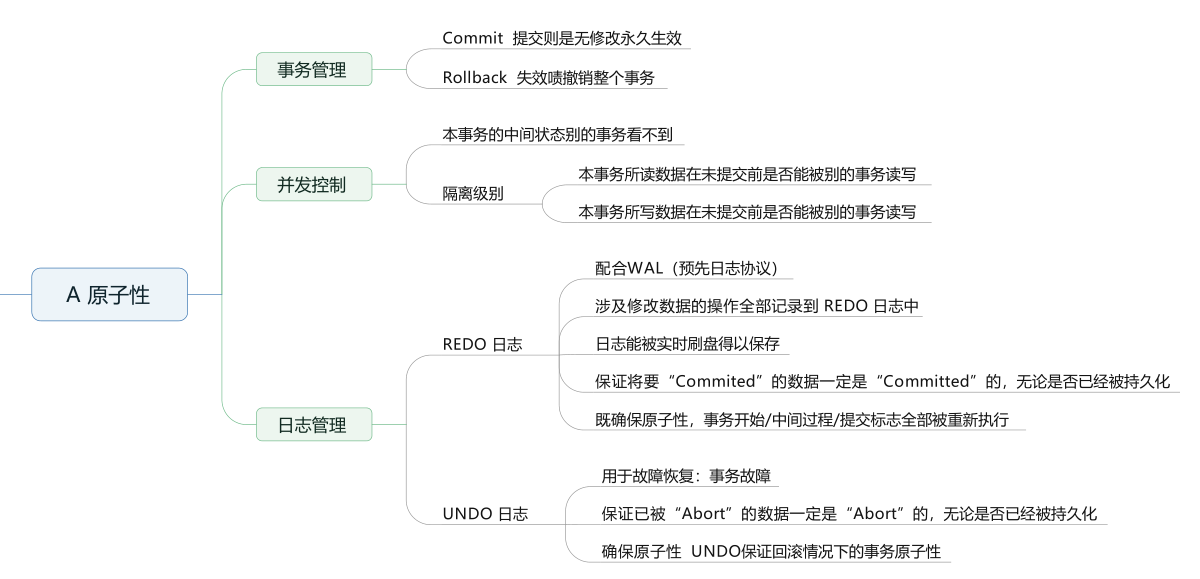 Commit 提交则是无修改永久生效
事务管理
Rollback 失效啧撤销整个事务
本事务的中间状态别的事务看不到
本事务所读数据在未提交前是否能被别的事务读写
并发控制
隔离级别
本事务所写数据在未提交前是否能被别的事务读写
配合WAL（预先日志协议）
A 原子性
涉及修改数据的操作全部记录到 REDO 日志中
REDO 日志
日志能被实时刷盘得以保存
保证将要“Commited”的数据一定是“Committed”的，无论是否已经被持久化
既确保原子性，事务开始/中间过程/提交标志全部被重新执行
日志管理
用于故障恢复：事务故障
UNDO 日志
保证已被“Abort”的数据一定是“Abort”的，无论是否已经被持久化
确保原子性 UNDO保证回滚情况下的事务原子性